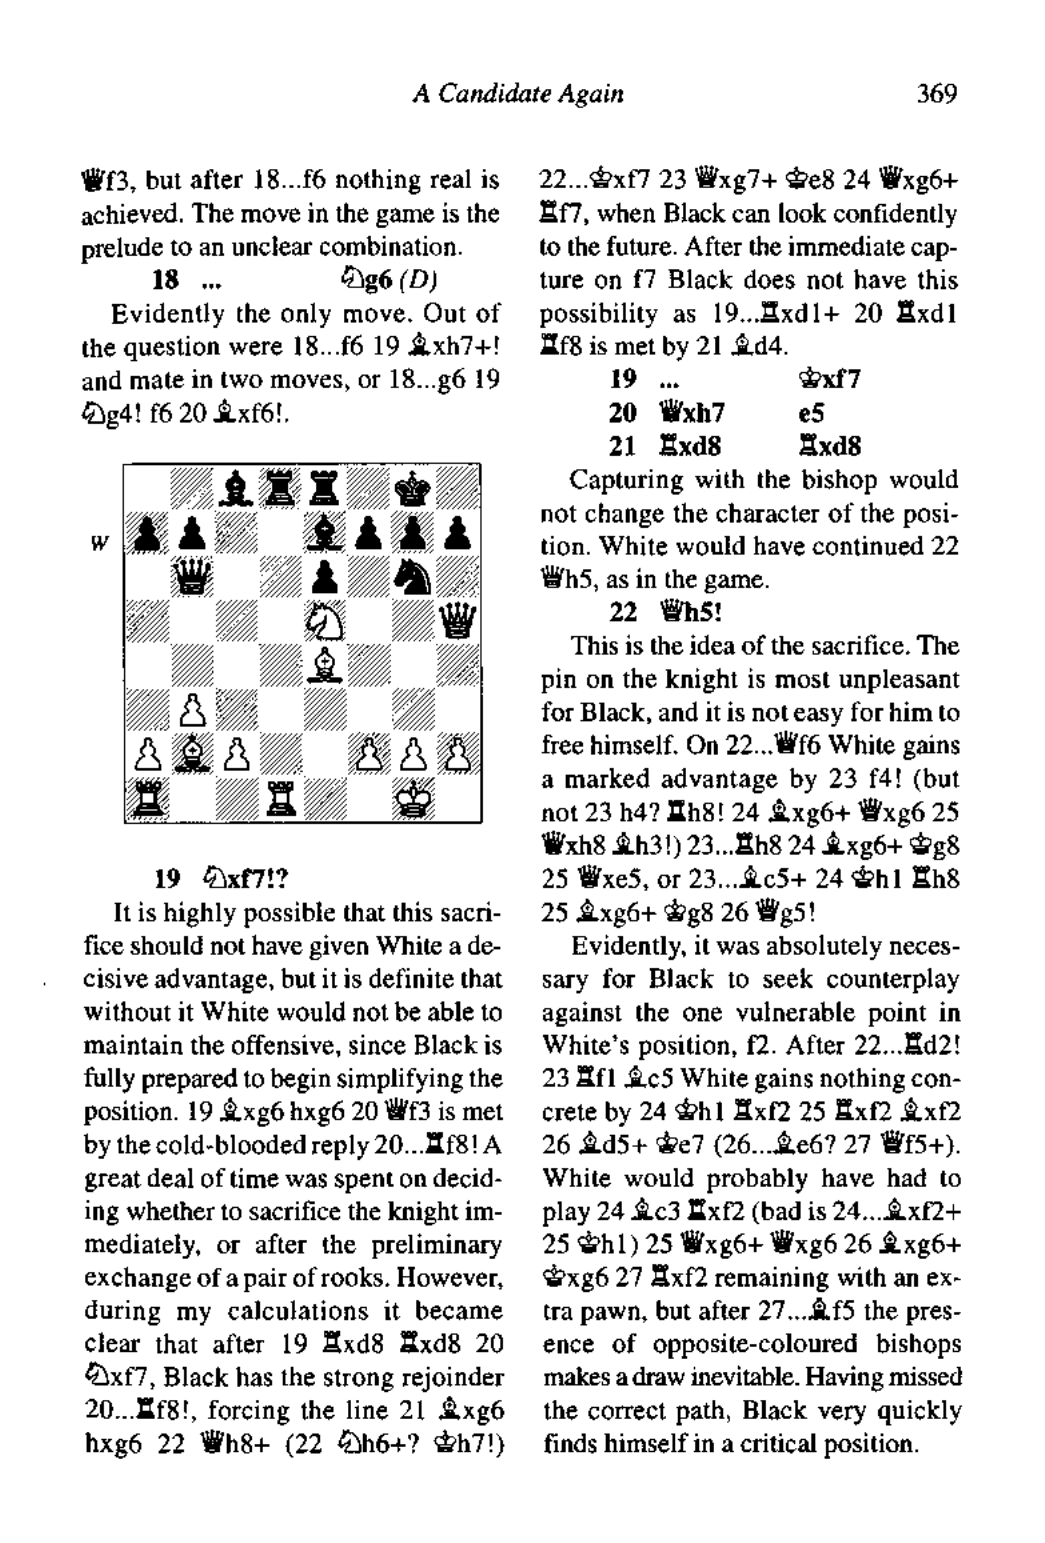 A Candidate Again 369
♕f3, but after 18...f6 nothing real is
achieved. The move in the game is the
prelude to an unclear combination.
18 ... ♘g6 (D)
Evidently the only move. Out of
the question were 18...f6 19 ♗xh7+!
and mate in two moves, or 18...g6 19
♘g4! f6 20 ♗xf6!.
W
19 ♘xf7!?
It is highly possible that this sacri-
fice should not have given White a de-
cisive advantage, but it is definite that
without it White would not be able to
maintain the offensive, since Black is
fully prepared to begin simplifying the
position. 19 ♗xg6 hxg6 20 ♕f3 is met
by the cold-blooded reply 20...♖f8! A
great deal of time was spent on decid-
ing whether to sacrifice the knight im-
mediately, or after the preliminary
exchange of a pair of rooks. However,
during my calculations it became
clear that after 19 ♖xd8 ♖xd8 20
♘xf7, Black has the strong rejoinder
20...♖f8!, forcing the line 21 ♗xg6
hxg6 22 ♕h8+ (22 ♘h6+? ♔h7!)
22...♔xf7 23 ♕xg7+ ♔e8 24 ♕xg6+
♖f7, when Black can look confidently
to the future. After the immediate cap-
ture on f7 Black does not have this
possibility as 19...♖xd1+ 20 ♖xd1
♖f8 is met by 21 ♗d4.
19 ... ♔xf7
20 ♕xh7 e5
21 ♖xd8 ♖xd8
Capturing with the bishop would
not change the character of the posi-
tion. White would have continued 22
♕h5, as in the game.
22 ♕h5!
This is the idea of the sacrifice. The
pin on the knight is most unpleasant
for Black, and it is not easy for him to
free himself. On 22...♕f6 White gains
a marked advantage by 23 f4! (but
not 23 h4? ♖h8! 24 ♗xg6+ ♕xg6 25
♕xh8 ♗h3!) 23...♖h8 24 ♗xg6+ ♔g8
25 ♕xe5, or 23...♗c5+ 24 ♔h1 ♖h8
25 ♗xg6+ ♔g8 26 ♕g5!
Evidently, it was absolutely neces-
sary for Black to seek counterplay
against the one vulnerable point in
White's position, f2. After 22...♖d2!
23 ♖f1 ♗c5 White gains nothing con-
crete by 24 ♔h1 ♖xf2 25 ♖xf2 ♗xf2
26 ♗d5+ ♔e7 (26...♗e6? 27 ♕f5+).
White would probably have had to
play 24 ♗c3 ♖xf2 (bad is 24...♗xf2+
25 ♔h1) 25 ♕xg6+ ♕xg6 26 ♗xg6+
♔xg6 27 ♖xf2 remaining with an ex-
tra pawn, but after 27...♗f5 the pres-
ence of opposite-coloured bishops
makes a draw inevitable. Having missed
the correct path, Black very quickly
finds himself in a critical position.